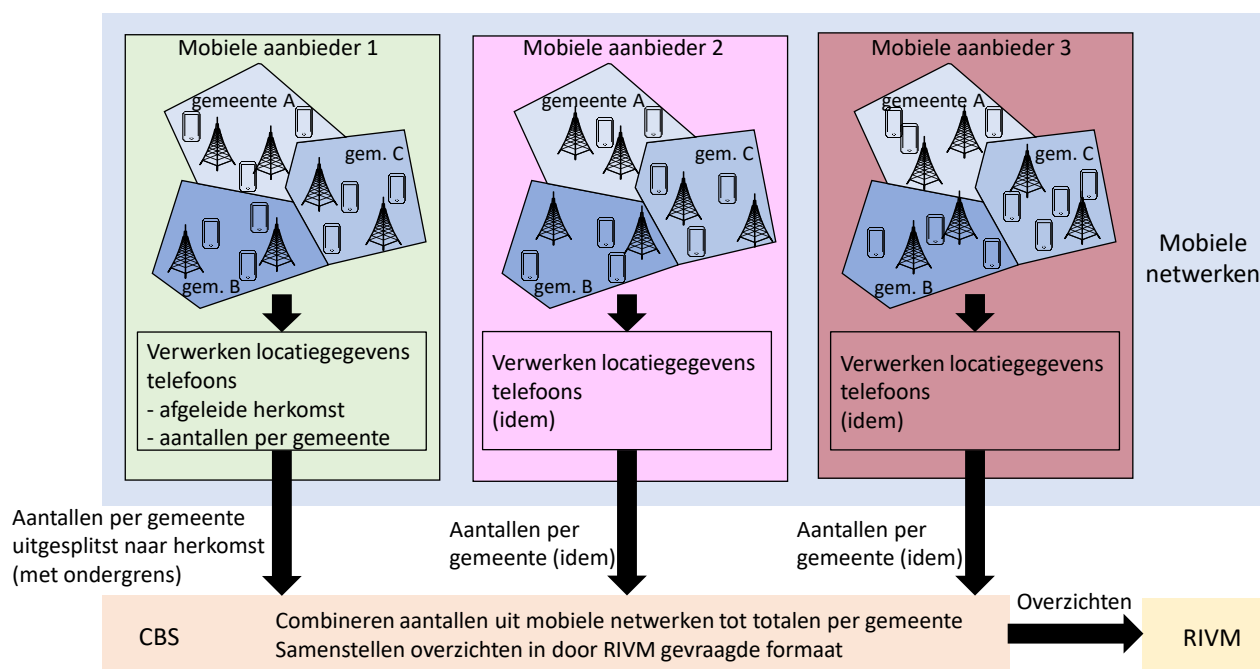 Mobiele aanbieder 1
gemeente A
gem. C
gem. B
Verwerken locatiegegevens
telefoons
- afgeleide herkomst
- aantallen per gemeente
Mobiele aanbieder 2
gemeente A
gem. C
gem. B
Verwerken locatiegegevens
telefoons
(idem)
Mobiele aanbieder 3
gemeente A
gem. C
gem. B
Verwerken locatiegegevens
telefoons
(idem)
Mobiele
netwerken
Aantallen per gemeente
uitgesplitst naar herkomst
(met ondergrens)
Aantallen per
gemeente (idem)
Aantallen per
gemeente (idem)
CBS
Combineren aantallen uit mobiele netwerken tot totalen per gemeente
Samenstellen overzichten in door RIVM gevraagde formaat
Overzichten
RIVM